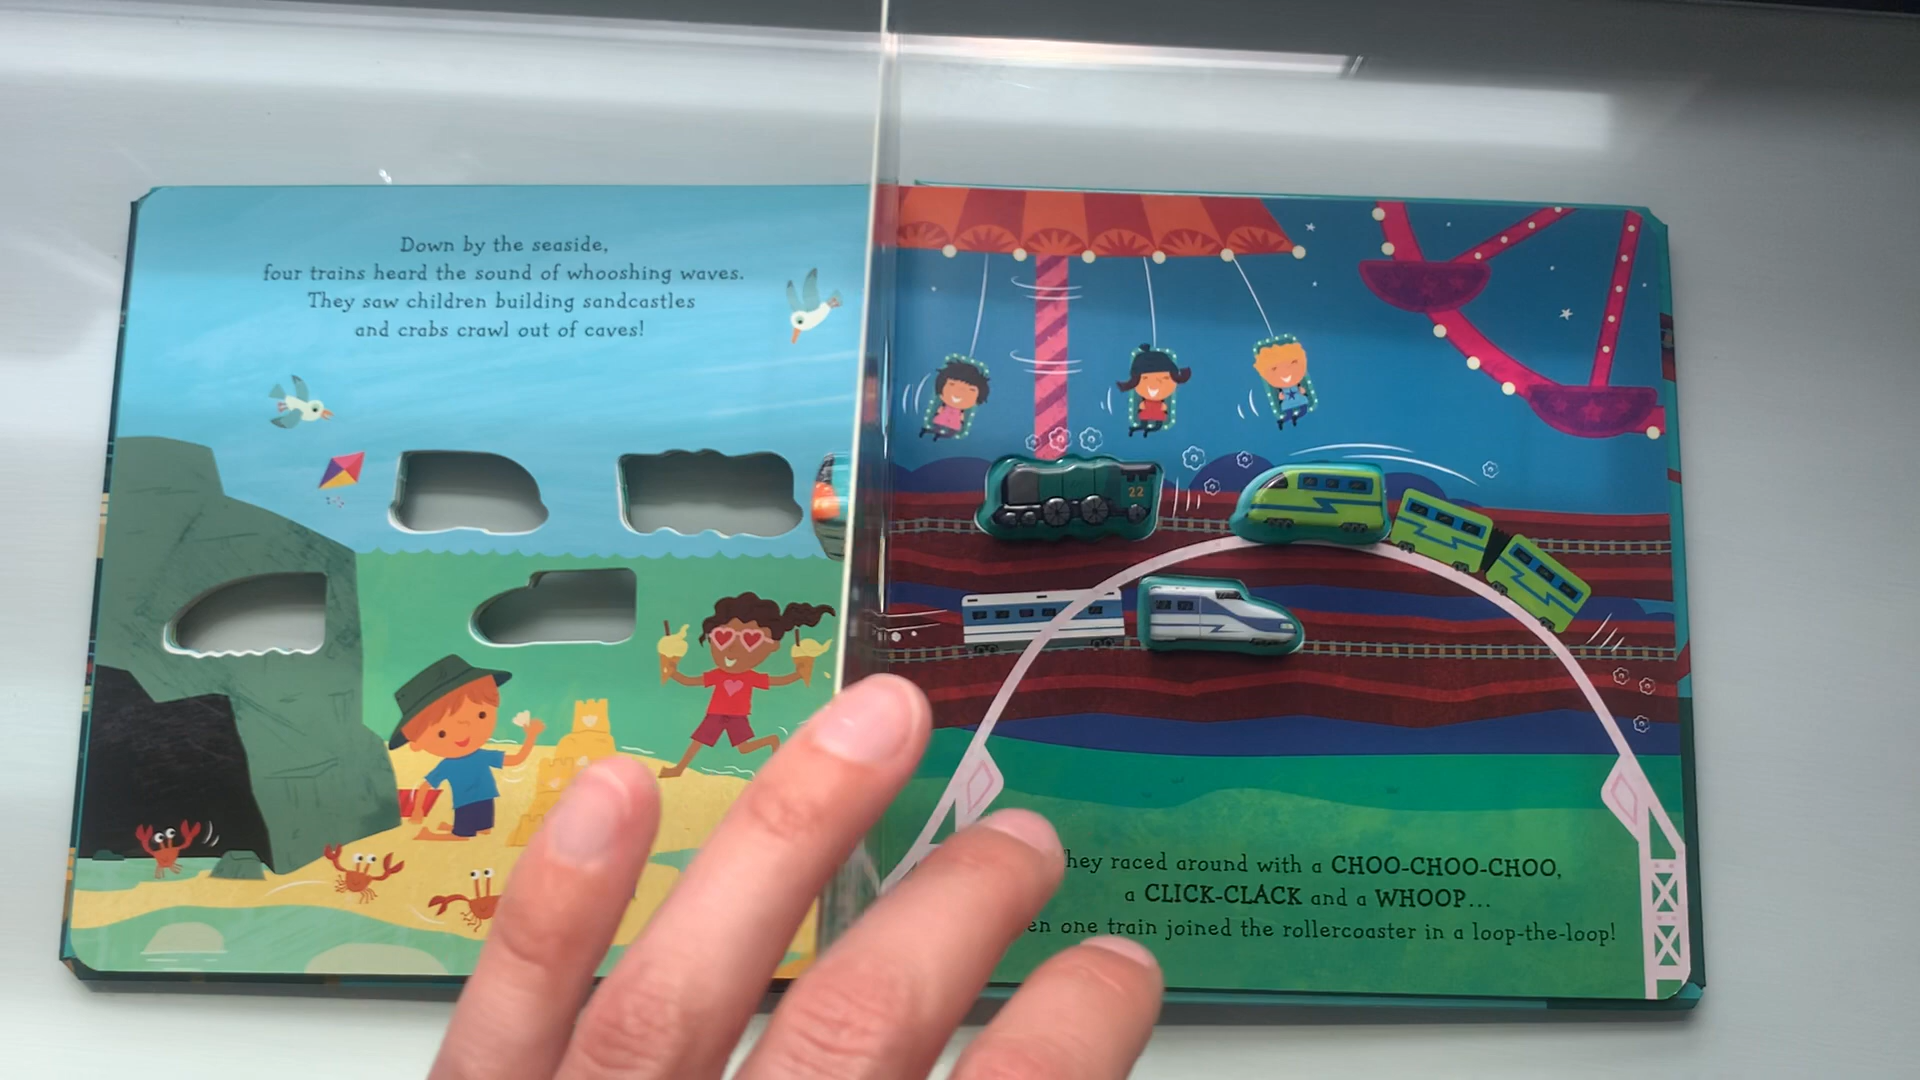 Down by the seaside,
four trains heard the sound of whooshing waves.
They saw children building sandcastles
and crabs crawl out of caves!
22
hey raced around with a CHOO-CHOO-CHOO,
a CLICK-CLACK and a WHOOP...
en one train joined the rollercoaster in a loop-the-loop!